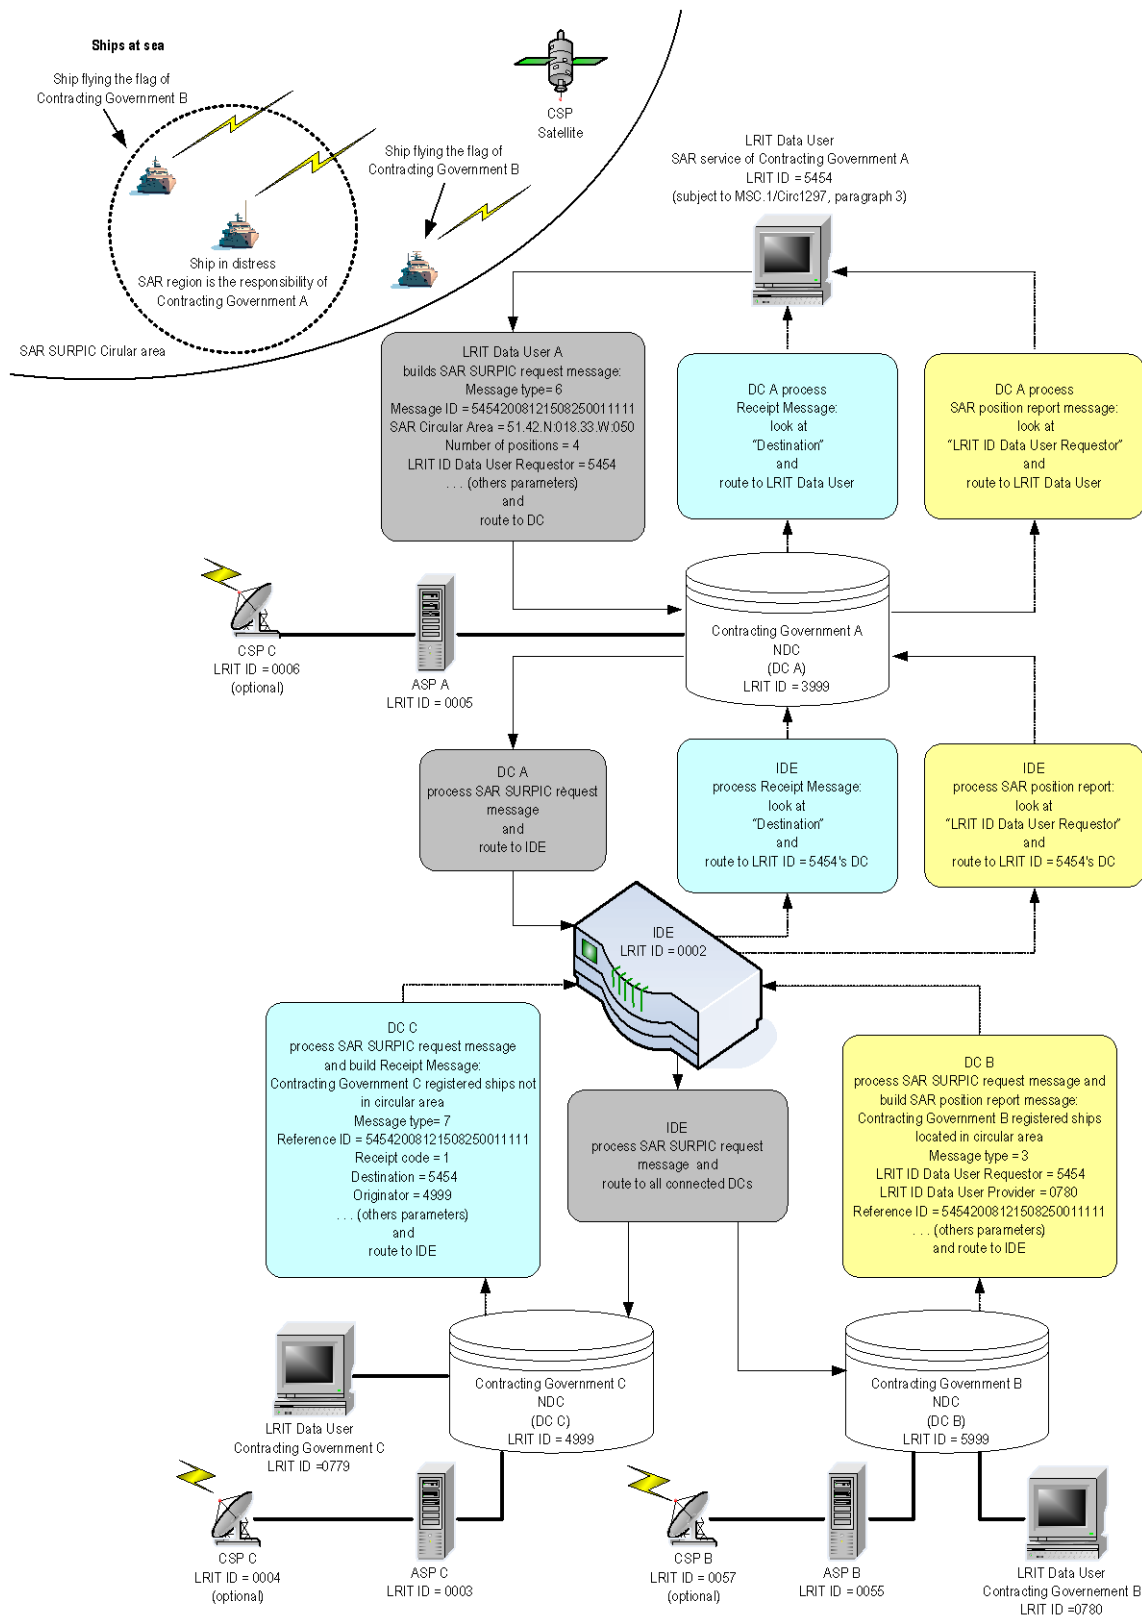 Ships at sea
Ship flying the flag of
Contracting Government B
CSP
Satellite
Ship flying the flag of
Contracting Government B
Ship in distress
SAR region is the responsibility of
Contracting Government A
SAR SURPIC Cirular area
LRIT Data User
SAR service of Contracting Government A
LRIT ID = 5454
(subject to MSC.1/Circ1297, paragraph 3)
LRIT Data User A
builds SAR SURPIC request message:
Message type= 6
Message ID = 54542008121508250011111
SAR Circular Area = 51.42.N:018.33.W:050
Number of positions = 4
LRIT ID Data User Requestor = 5454
. . . (others parameters)
and
route to DC
DC A process
Receipt Message:
look at
"Destination"
and
route to LRIT Data User
DC A process
SAR position report message:
look at
"LRIT ID Data User Requestor"
and
route to LRIT Data User
CSP C
LRIT ID = 0006
(optional)
ASP A
LRIT ID = 0005
Contracting Government A
NDC
(DC A)
LRIT ID = 3999
DC A
process SAR SURPIC request
message
and
route to IDE
IDE
process Receipt Message:
look at
"Destination"
and
route to LRIT ID = 5454's DC
IDE
process SAR position report:
look at
"LRIT ID Data User Requestor"
and
route to LRIT ID = 5454's DC
IDE
LRIT ID = 0002
DC C
process SAR SURPIC request message
and build Receipt Message:
Contracting Government C registered ships not
in circular area
Message type= 7
Reference ID = 54542008121508250011111
Receipt code = 1
Destination = 5454
Originator = 4999
. . . (others parameters)
and
route to IDE
IDE
process SAR SURPIC request
message and
route to all connected DCs
DC B
process SAR SURPIC request message and
build SAR position report message:
Contracting Government B registered ships
located in circular area
Message type = 3
LRIT ID Data User Requestor = 5454
LRIT ID Data User Provider = 0780
Reference ID = 54542008121508250011111
. . . (others parameters)
and route to IDE
Contracting Government C
NDC
(DC C)
LRIT ID = 4999
Contracting Government B
NDC
(DC B)
LRIT ID = 5999
LRIT Data User
Contracting Government C
LRIT ID =0779
CSP C
LRIT ID = 0004
(optional)
ASP C
LRIT ID = 0003
CSP B
LRIT ID = 0057
(optional)
ASP B
LRIT ID = 0055
LRIT Data User
Contracting Governement B
LRIT ID =0780